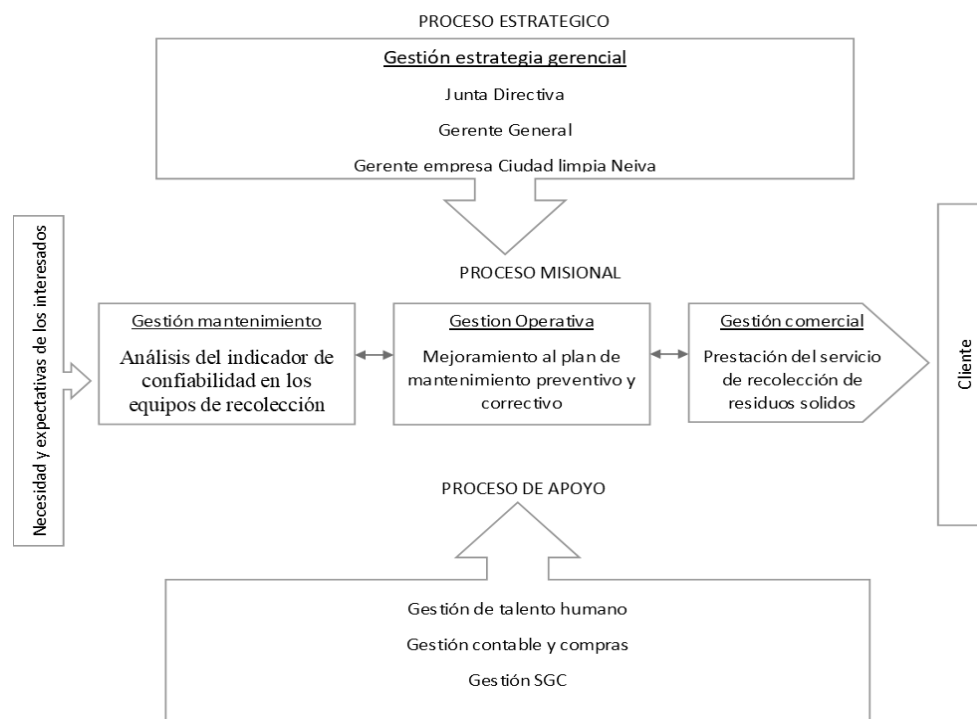 PROCESO ESTRATEGICO
Gestión estrategia gerencial
Junta Directiva
Gerente General
Gerente empresa Ciudad limpia Neiva
Necesidad y expectativas de los interesados
PROCESO MISIONAL
Gestión mantenimiento
Análisis del indicador de
confiabilidad en los
equipos de recolección
Gestion Operativa
Mejoramiento al plan de
mantenimiento preventivo y
correctivo
Gestión comercial
Prestación del servicio
de recolección de
residuos solidos
Cliente
PROCESO DE APOYO
Gestión de talento humano
Gestión contable y compras
Gestión SGC